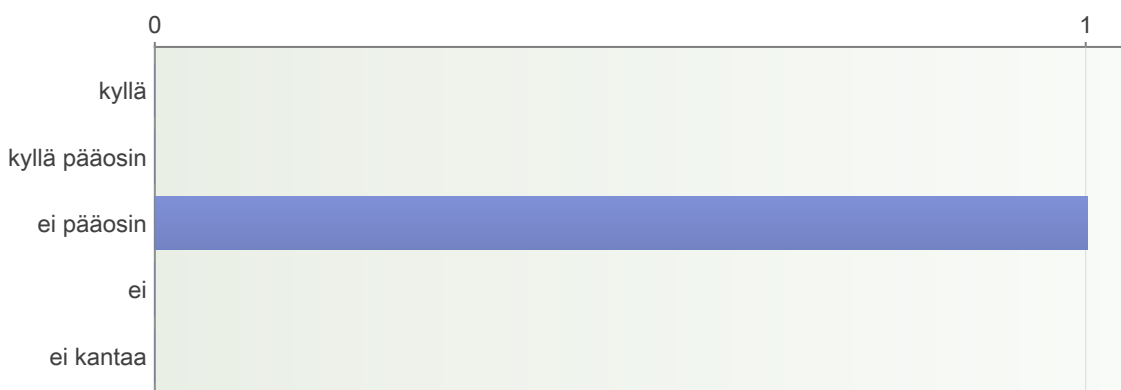 0 1
kyllä
kyllä pääosin
ei pääosin
ei
ei kantaa